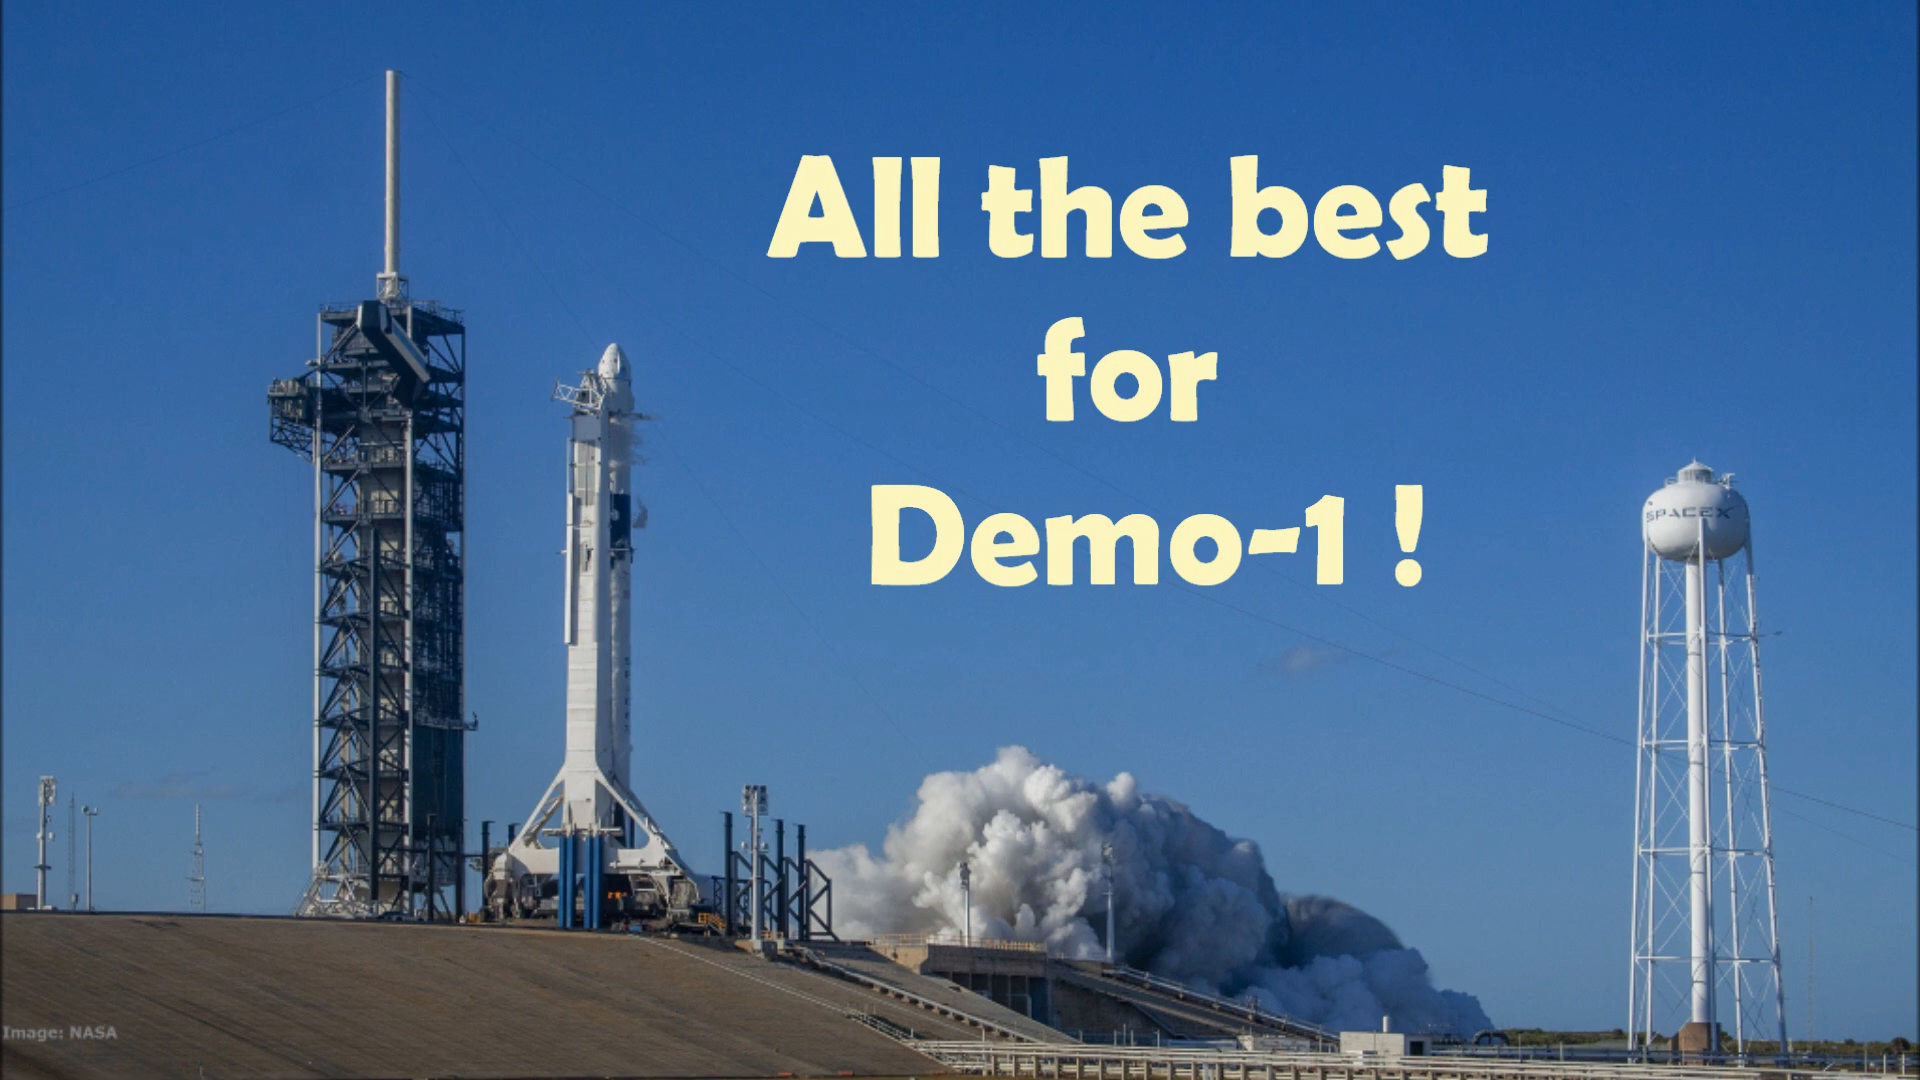 All the best
for
Demo-1 !
SPACEX
Image: NASA